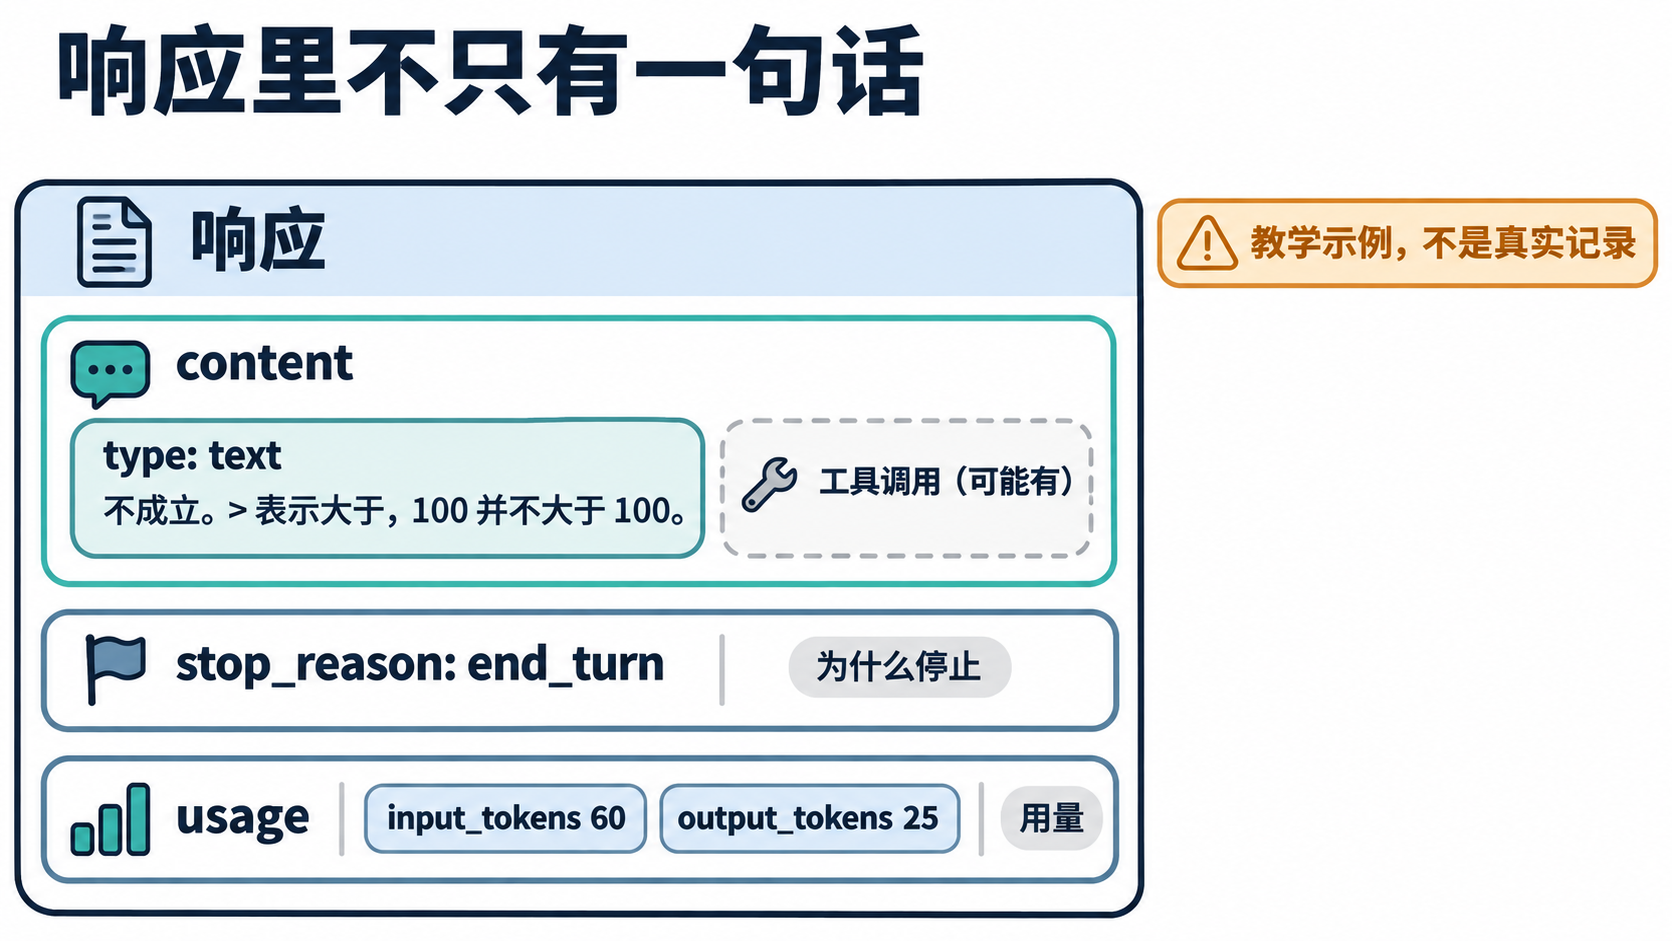 响应里不只有一句话
响应
教学示例，不是真实记录
content
type: text
不成立。> 表示大于，100 并不大于 100。
工具调用（可能有）
stop_reason: end_turn
为什么停止
usage
input_tokens 60
output_tokens 25
用量